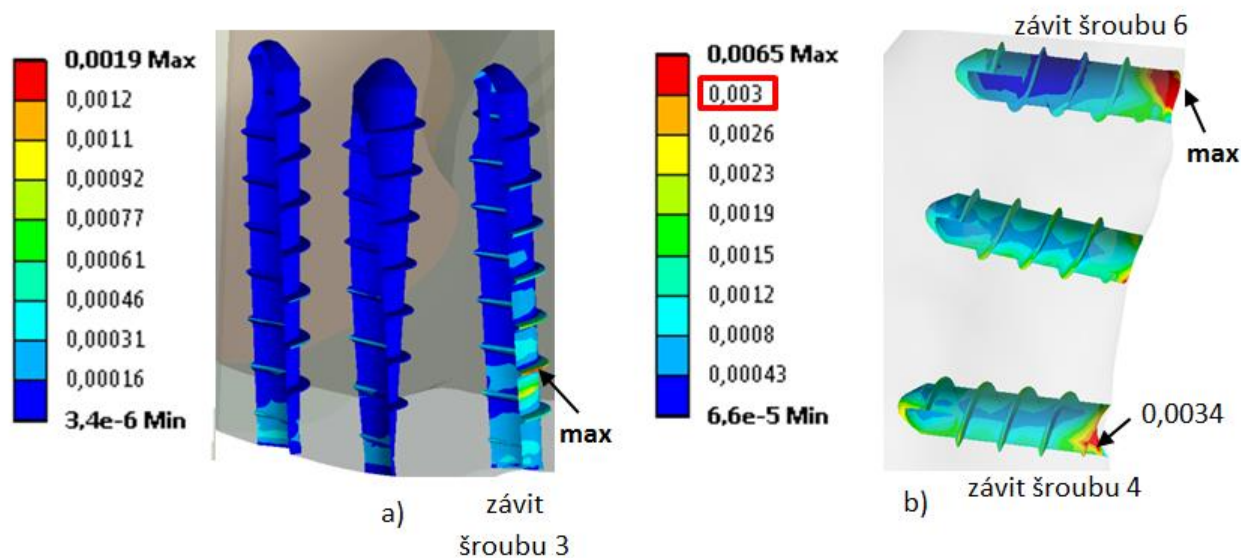 0,0019 Max
0,0012
0,0011
0,00092
0,00077
0,00061
0,00046
0,00031
0,00016
3,4e-6 Min
max
a)
závit
šroubu 3
0,0065 Max
0,003
0,0026
0,0023
0,0019
0,0015
0,0012
0,0008
0,00043
6,6e-5 Min
závit šroubu 6
max
0,0034
závit šroubu 4
b)